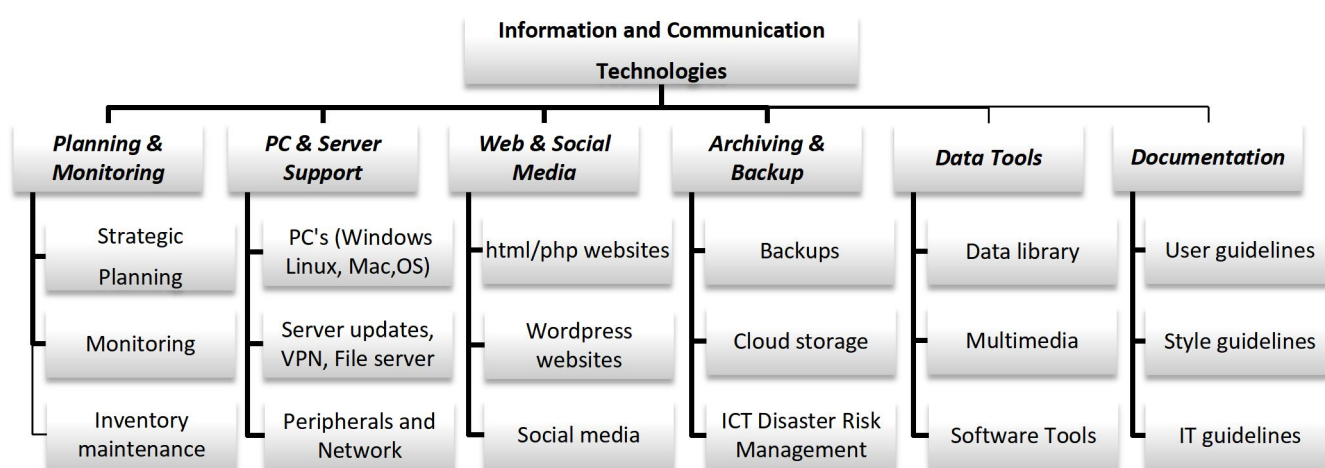 Information and Communication
Technologies
Planning &
Monitoring
Strategic
Planning
Monitoring
Inventory
maintenance
PC & Server
Support
PC's (Windows
Linux, Mac,OS)
Server updates,
VPN, File server
Peripherals and
Network
Web & Social
Media
html/php websites
Wordpress
websites
Social media
Archiving &
Backup
Backups
Cloud storage
ICT Disaster Risk
Management
Data Tools
Data library
Multimedia
Software Tools
Documentation
User guidelines
Style guidelines
IT guidelines